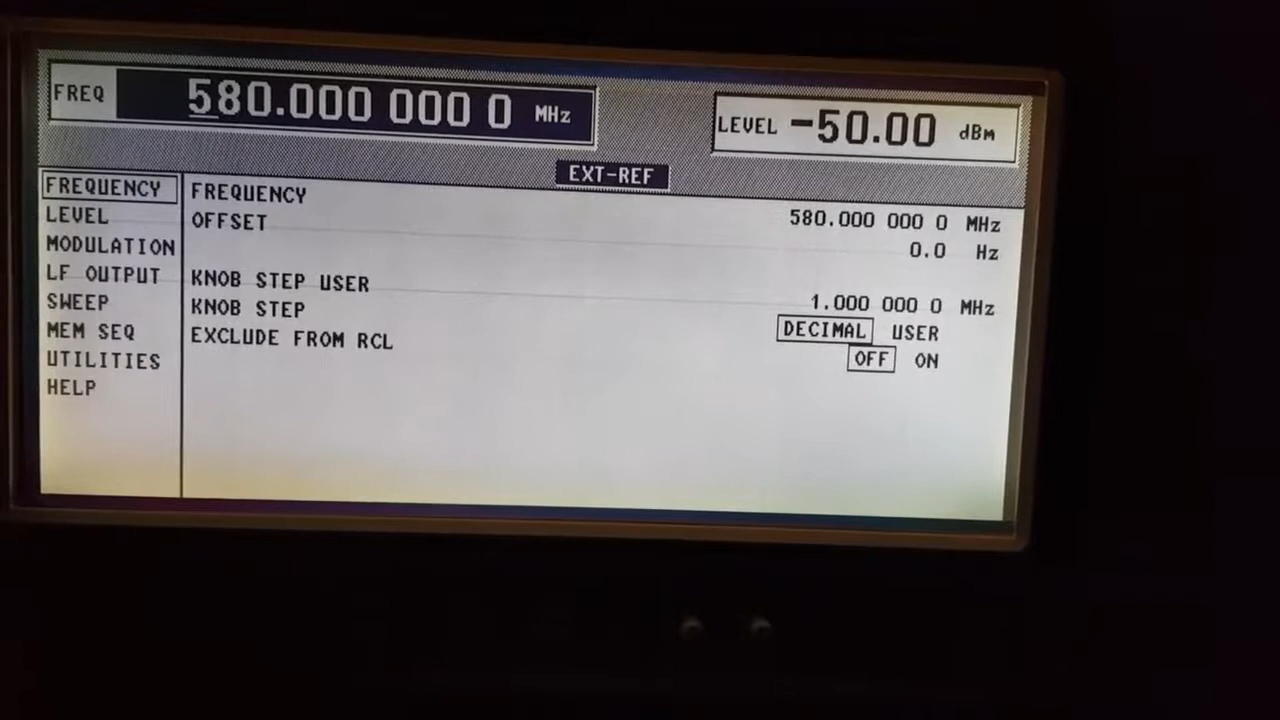 FREQ 580.000 000 0 MHz LEVEL -50.00 dBm
EXT-REF
FREQUENCY
LEVEL
MODULATION
LF OUTPUT
SWEEP
MEM SEQ
UTILITIES
HELP
FREQUENCY 580.000 000 0 MHz
OFFSET 0.0 Hz
KNOB STEP USER 1.000 000 0 MHz
KNOB STEP DECIMAL USER
EXCLUDE FROM RCL OFF ON